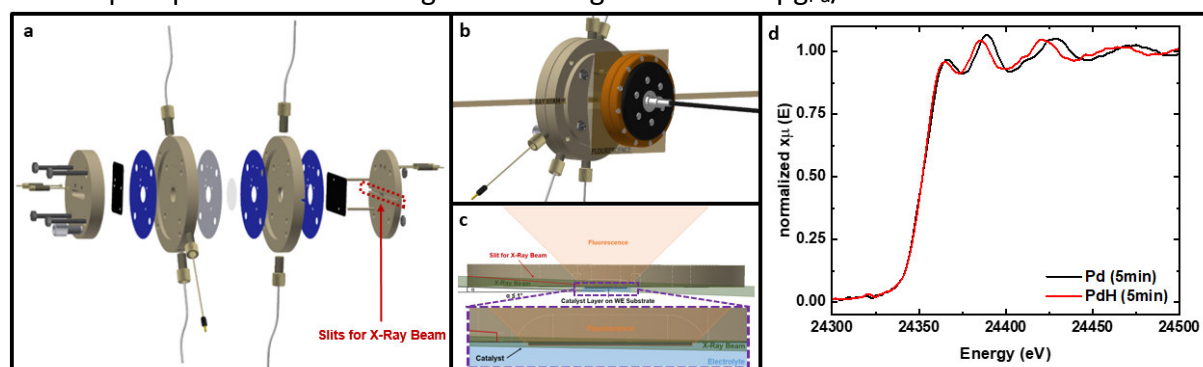 a
Slits for X-Ray Beam
b
X-RAY BEAM
c
Fluorescence
Slit for X-Ray Beam
X-Ray Beam
Catalyst Layer on WE Substrate
Fluorescence
X-Ray Beam
Catalyst
Electrolyte
d
normalized xμ (E)
1.00
0.75
0.50
0.25
0.00
Pd (5min)
PdH (5min)
24300 24350 24400 24450 24500
Energy (eV)